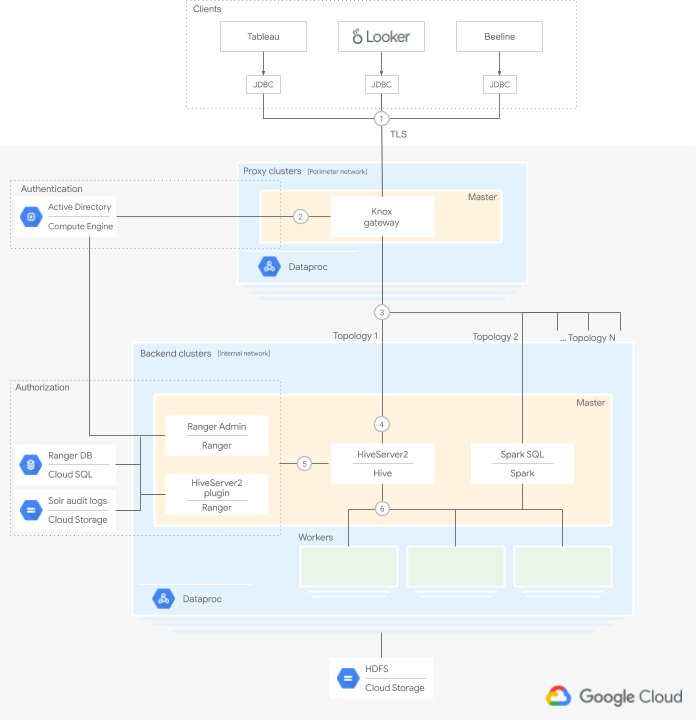 Clients
Tableau
Looker
Beeline
JDBC
JDBC
JDBC
1
TLS
Proxy clusters [Perimeter network]
Master
Authentication
Active Directory
Compute Engine
2
Knox
gateway
Dataproc
3
Topology 1
Topology 2
... Topology N
Backend clusters [Internal network]
Authorization
Master
Ranger Admin
Ranger
4
HiveServer2
Hive
Spark SQL
Spark
Ranger DB
Cloud SQL
5
HiveServer2
plugin
Ranger
Solr audit logs
Cloud Storage
6
Workers
Dataproc
HDFS
Cloud Storage
Google Cloud